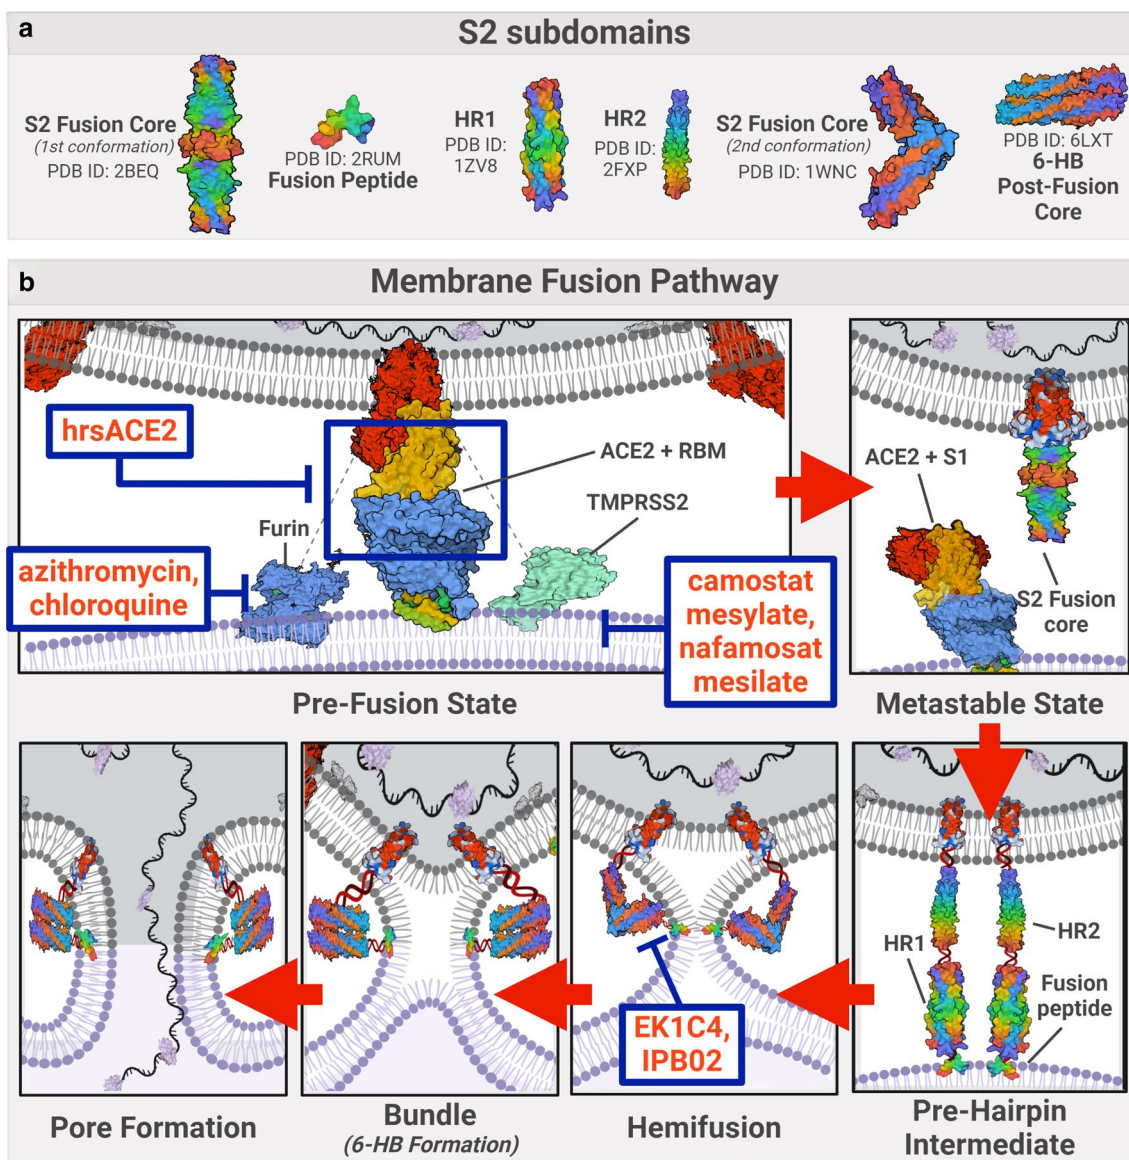 a
S2 subdomains
S2 Fusion Core
(1st conformation)
PDB ID: 2BEQ
PDB ID: 2RUM
Fusion Peptide
HR1
PDB ID:
1ZV8
HR2
PDB ID:
2FXP
S2 Fusion Core
(2nd conformation)
PDB ID: 1WNC
PDB ID: 6LXT
6-HB
Post-Fusion
Core
b
Membrane Fusion Pathway
hrsACE2
ACE2 + RBM
TMPRSS2
Furin
azithromycin,
chloroquine
camostat
mesylate,
nafamosat
mesilate
Pre-Fusion State
ACE2 + S1
S2 Fusion
core
Metastable State
HR1
HR2
Fusion
peptide
Pre-Hairpin
Intermediate
EK1C4,
IPB02
Hemifusion
Bundle
(6-HB Formation)
Pore Formation